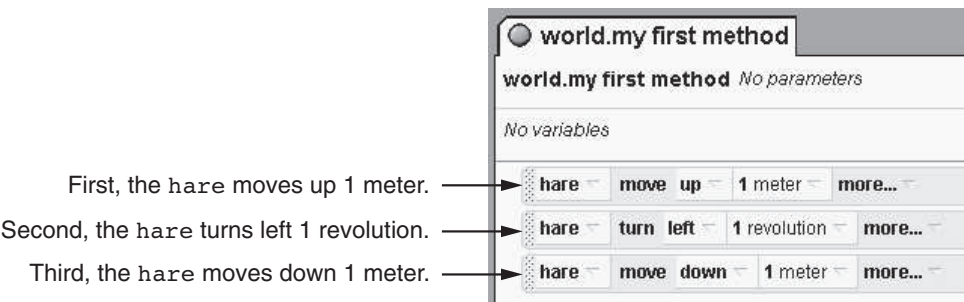 world.my first method
world.my first method No parameters
No variables
First, the hare moves up 1 meter.
hare move up 1 meter more...
Second, the hare turns left 1 revolution.
hare turn left 1 revolution more...
Third, the hare moves down 1 meter.
hare move down 1 meter more...